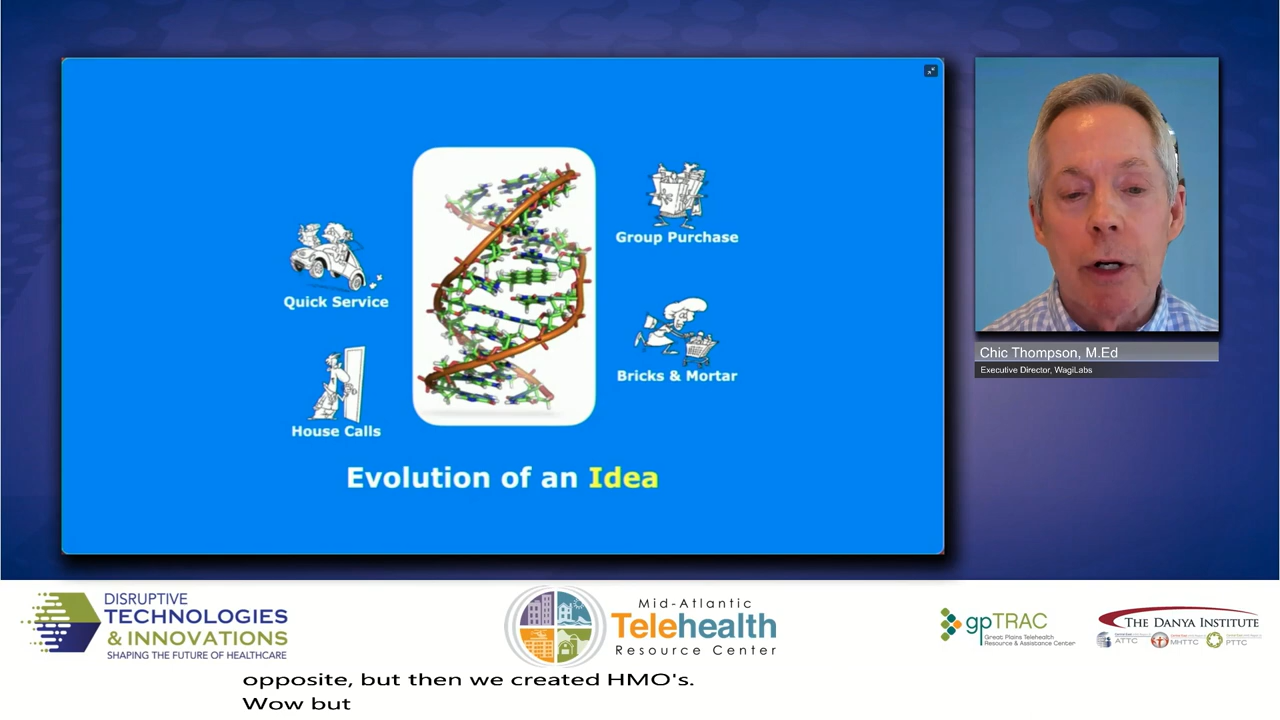 Group Purchase
Quick Service
Bricks & Mortar
House Calls
Evolution of an Idea
Chic Thompson, M.Ed
Executive Director, WagiLabs
DISRUPTIVE
TECHNOLOGIES
& INNOVATIONS
SHAPING THE FUTURE OF HEALTHCARE
Mid-Atlantic
Telehealth
Resource Center
gpTRAC
Great Plains Telehealth
Resource & Assistance Center
THE DANYA INSTITUTE
ATTC
MHTTC
PTTC
opposite, but then we created HMO's.
Wow but